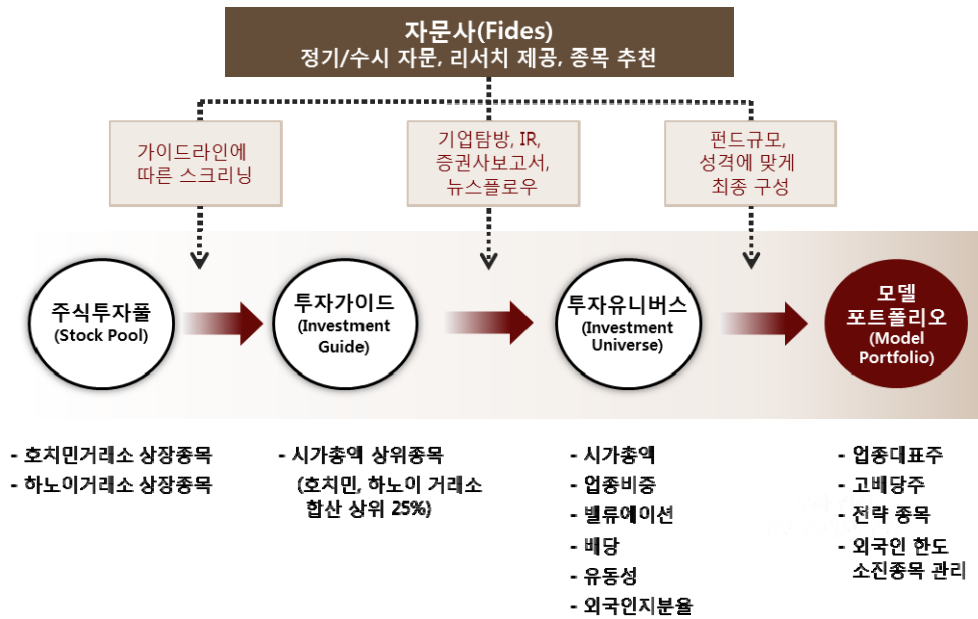 자문사(Fides)
정기/수시 자문, 리서치 제공, 종목 추천
가이드라인에
따른 스크리닝
기업탐방, IR,
증권사보고서,
뉴스플로우
펀드규모,
성격에 맞게
최종 구성
주식투자풀
(Stock Pool)
투자가이드
(Investment
Guide)
투자유니버스
(Investment
Universe)
모델
포트폴리오
(Model
Portfolio)
- 호치민거래소 상장종목
- 하노이거래소 상장종목
- 시가총액 상위종목
(호치민, 하노이 거래소
합산 상위 25%)
- 시가총액
- 업종비중
- 밸류에이션
- 배당
- 유동성
- 외국인지분율
- 업종대표주
- 고배당주
- 전략 종목
- 외국인 한도
소진종목 관리